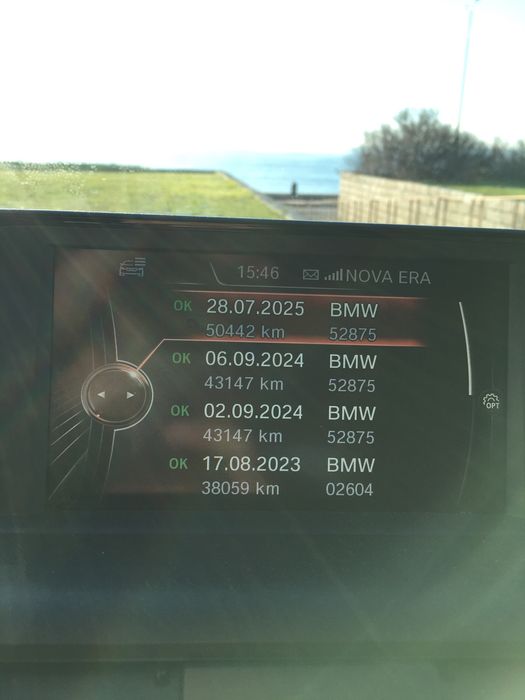 15:46 NOVA ERA
OK 28.07.2025 BMW
50442 km 52875
OK 06.09.2024 BMW
43147 km 52875
OK 02.09.2024 BMW
43147 km 52875
OK 17.08.2023 BMW
38059 km 02604
OPT